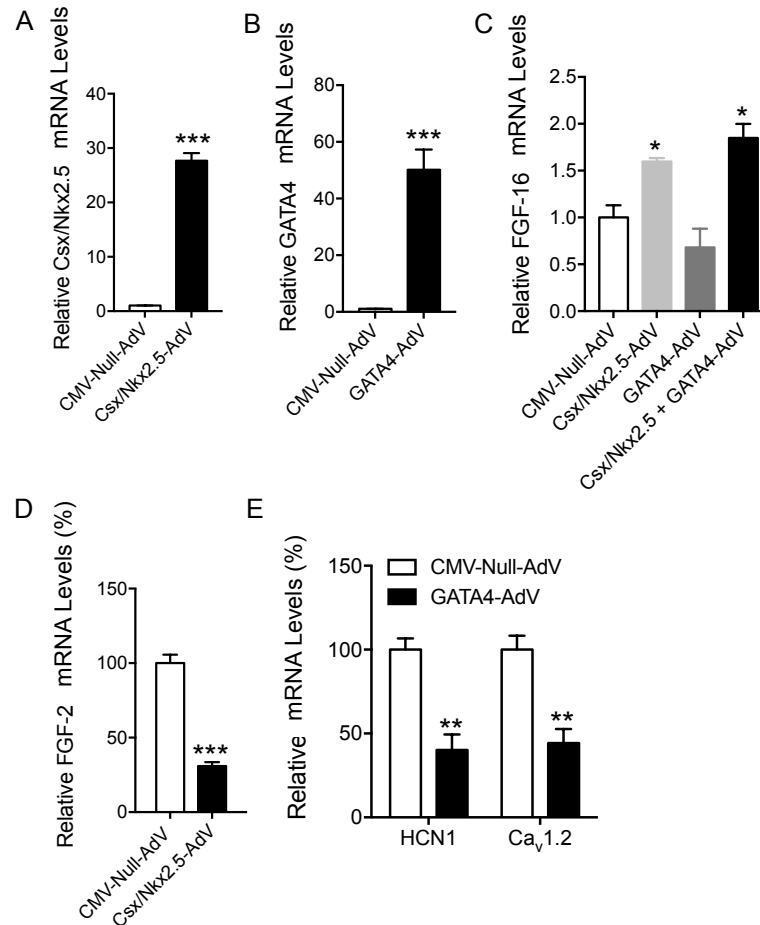 A
Relative Csx/Nkx2.5 mRNA Levels
40
30
20
10
0
***
CMV-Null-AdV
Csx/Nkx2.5-AdV
B
Relative GATA4 mRNA Levels
80
60
40
20
0
***
CMV-Null-AdV
GATA4-AdV
C
Relative FGF-16 mRNA Levels
2.5
2.0
1.5
1.0
0.5
0.0
*
*
CMV-Null-AdV
Csx/Nkx2.5-AdV
GATA4-AdV
Csx/Nkx2.5 + GATA4-AdV
D
Relative FGF-2 mRNA Levels (%)
150
100
50
0
***
CMV-Null-AdV
Csx/Nkx2.5-AdV
E
Relative mRNA Levels (%)
150
100
50
0
CMV-Null-AdV
GATA4-AdV
**
**
HCN1
Cav1.2